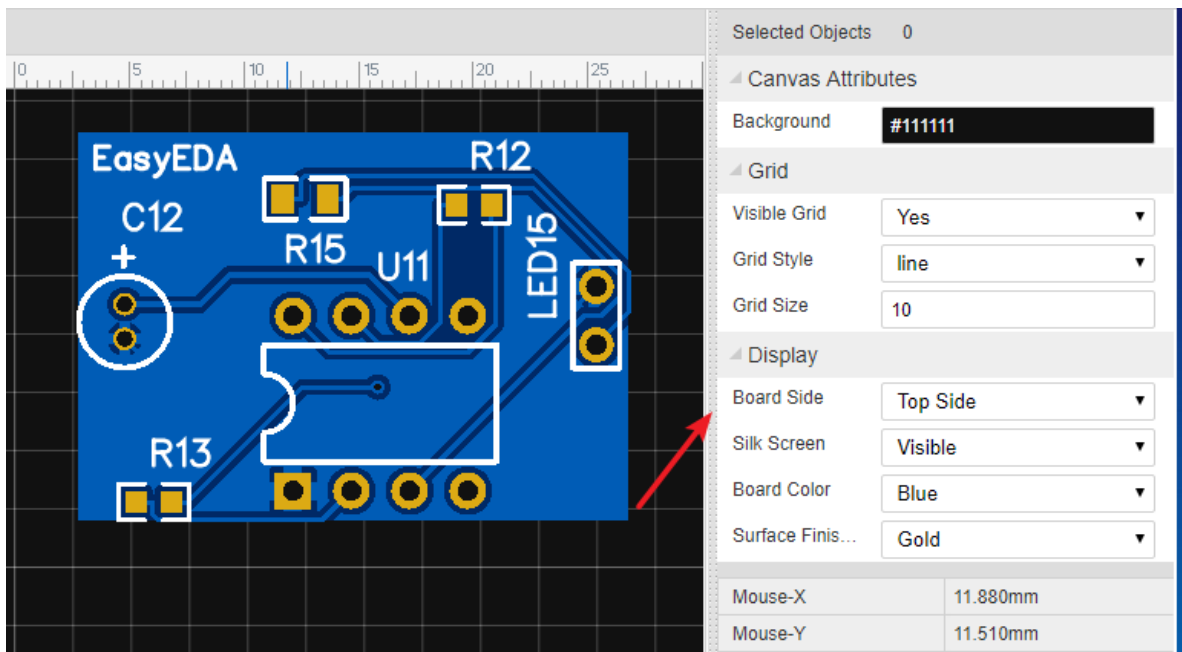 0 5 10 15 20 25
EasyEDA
R12
C12
+
R15
U11
LED15
R13
Selected Objects 0
Canvas Attributes
Background #111111
Grid
Visible Grid Yes
Grid Style line
Grid Size 10
Display
Board Side Top Side
Silk Screen Visible
Board Color Blue
Surface Finis... Gold
Mouse-X 11.880mm
Mouse-Y 11.510mm